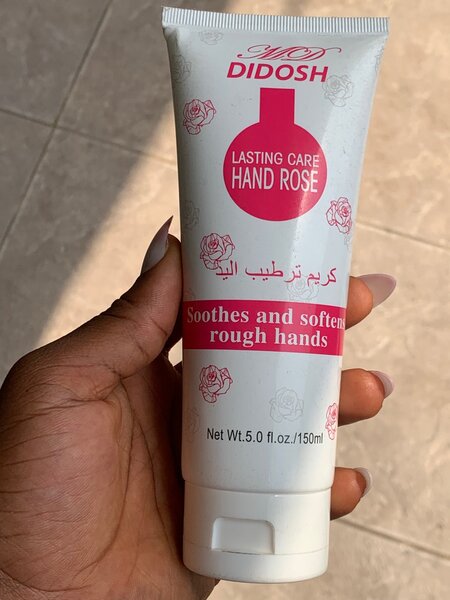 MD
DIDOSH
LASTING CARE
HAND ROSE
كريم ترطيب اليد
Soothes and soften
rough hands
Net Wt.5.0 fl.oz./150ml